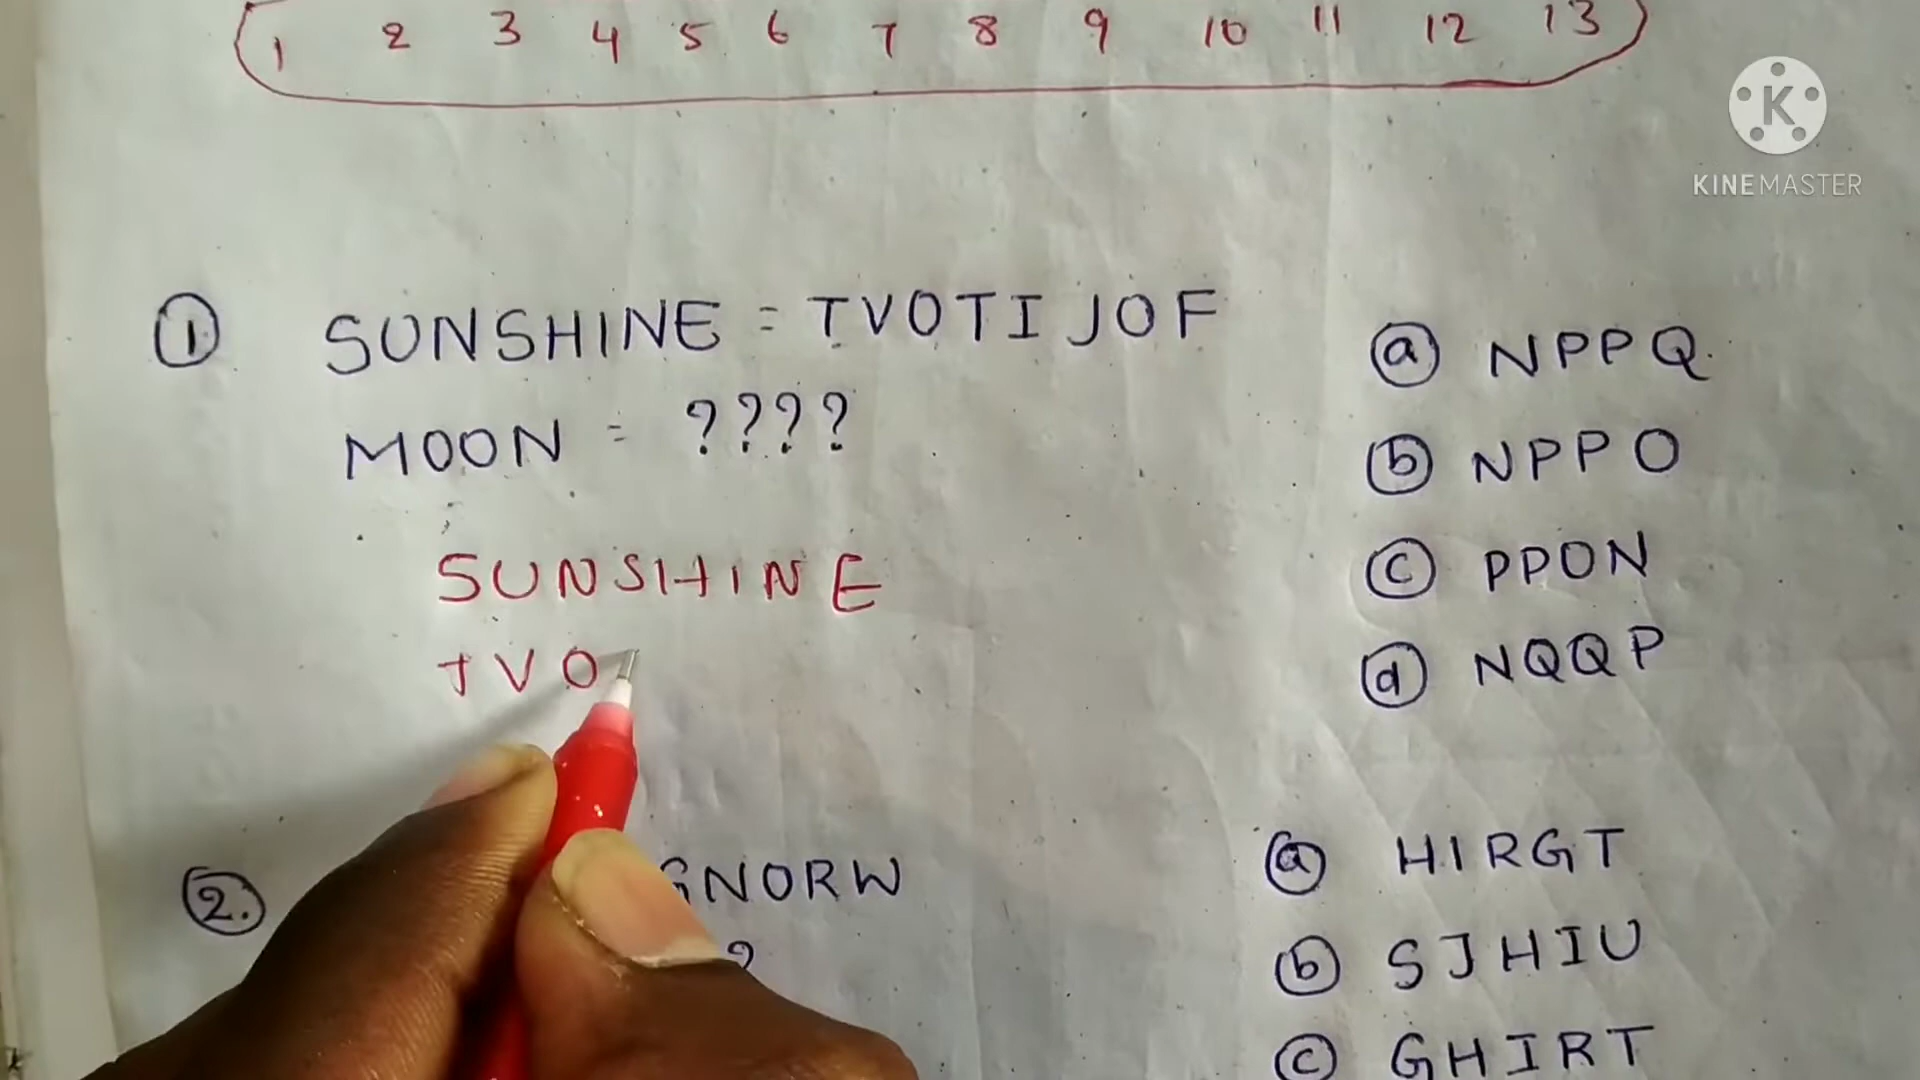 1 2 3 4 5 6 7 8 9 10 11 12 13
KINEMASTER
① SUNSHINE = TVOTIJOF
MOON = ????
ⓐ NPPQ
ⓑ NPPO
ⓒ PPON
ⓓ NQQP
SUNSHINE
TVO
②. GNORW
?
ⓐ HIRGT
ⓑ SJHIU
ⓒ GHIRT